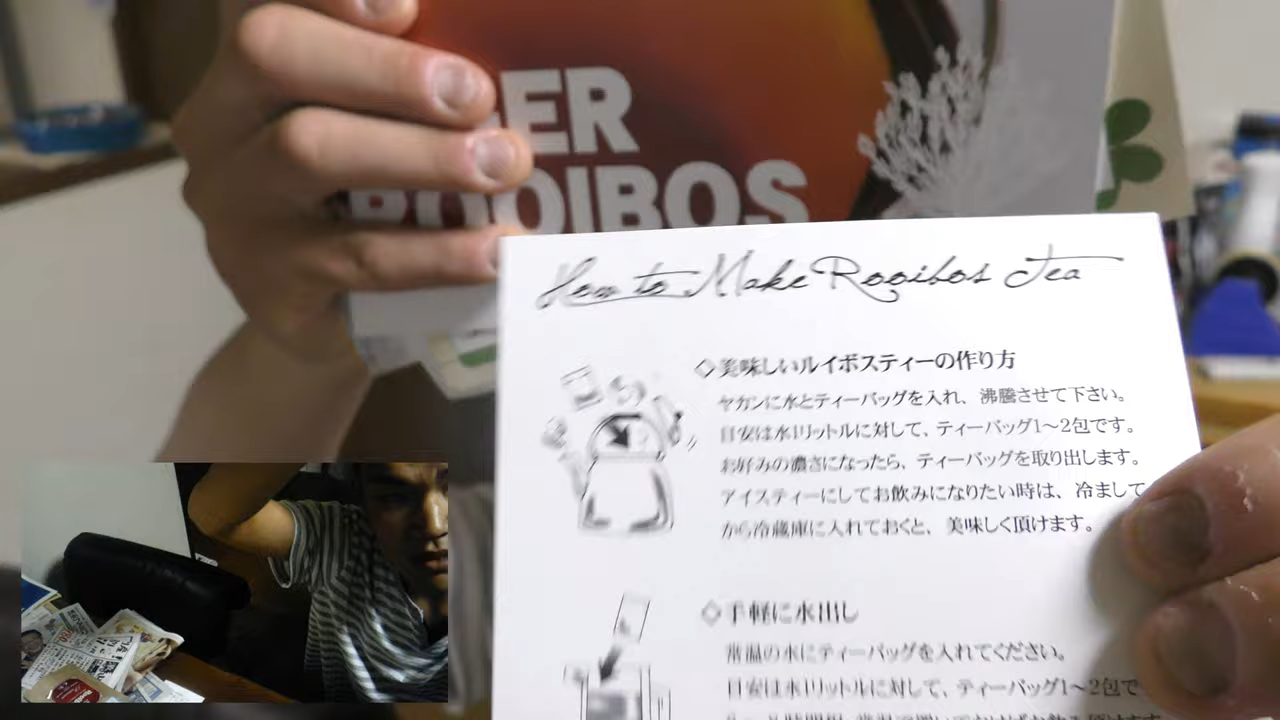 ROOIBOS
How to Make Rooibos Tea
◇美味しいルイボスティーの作り方
ヤカンに水とティーバッグを入れ、沸騰させて下さい。
目安は水1リットルに対して、ティーバッグ1〜2包です。
お好みの濃さになったら、ティーバッグを取り出します。
アイスティーにしてお飲みになりたい時は、冷まして
から冷蔵庫に入れておくと、美味しく頂けます。
◇手軽に水出し
常温の水にティーバッグを入れてください。
目安は水1リットルに対して、ティーバッグ1〜2包で